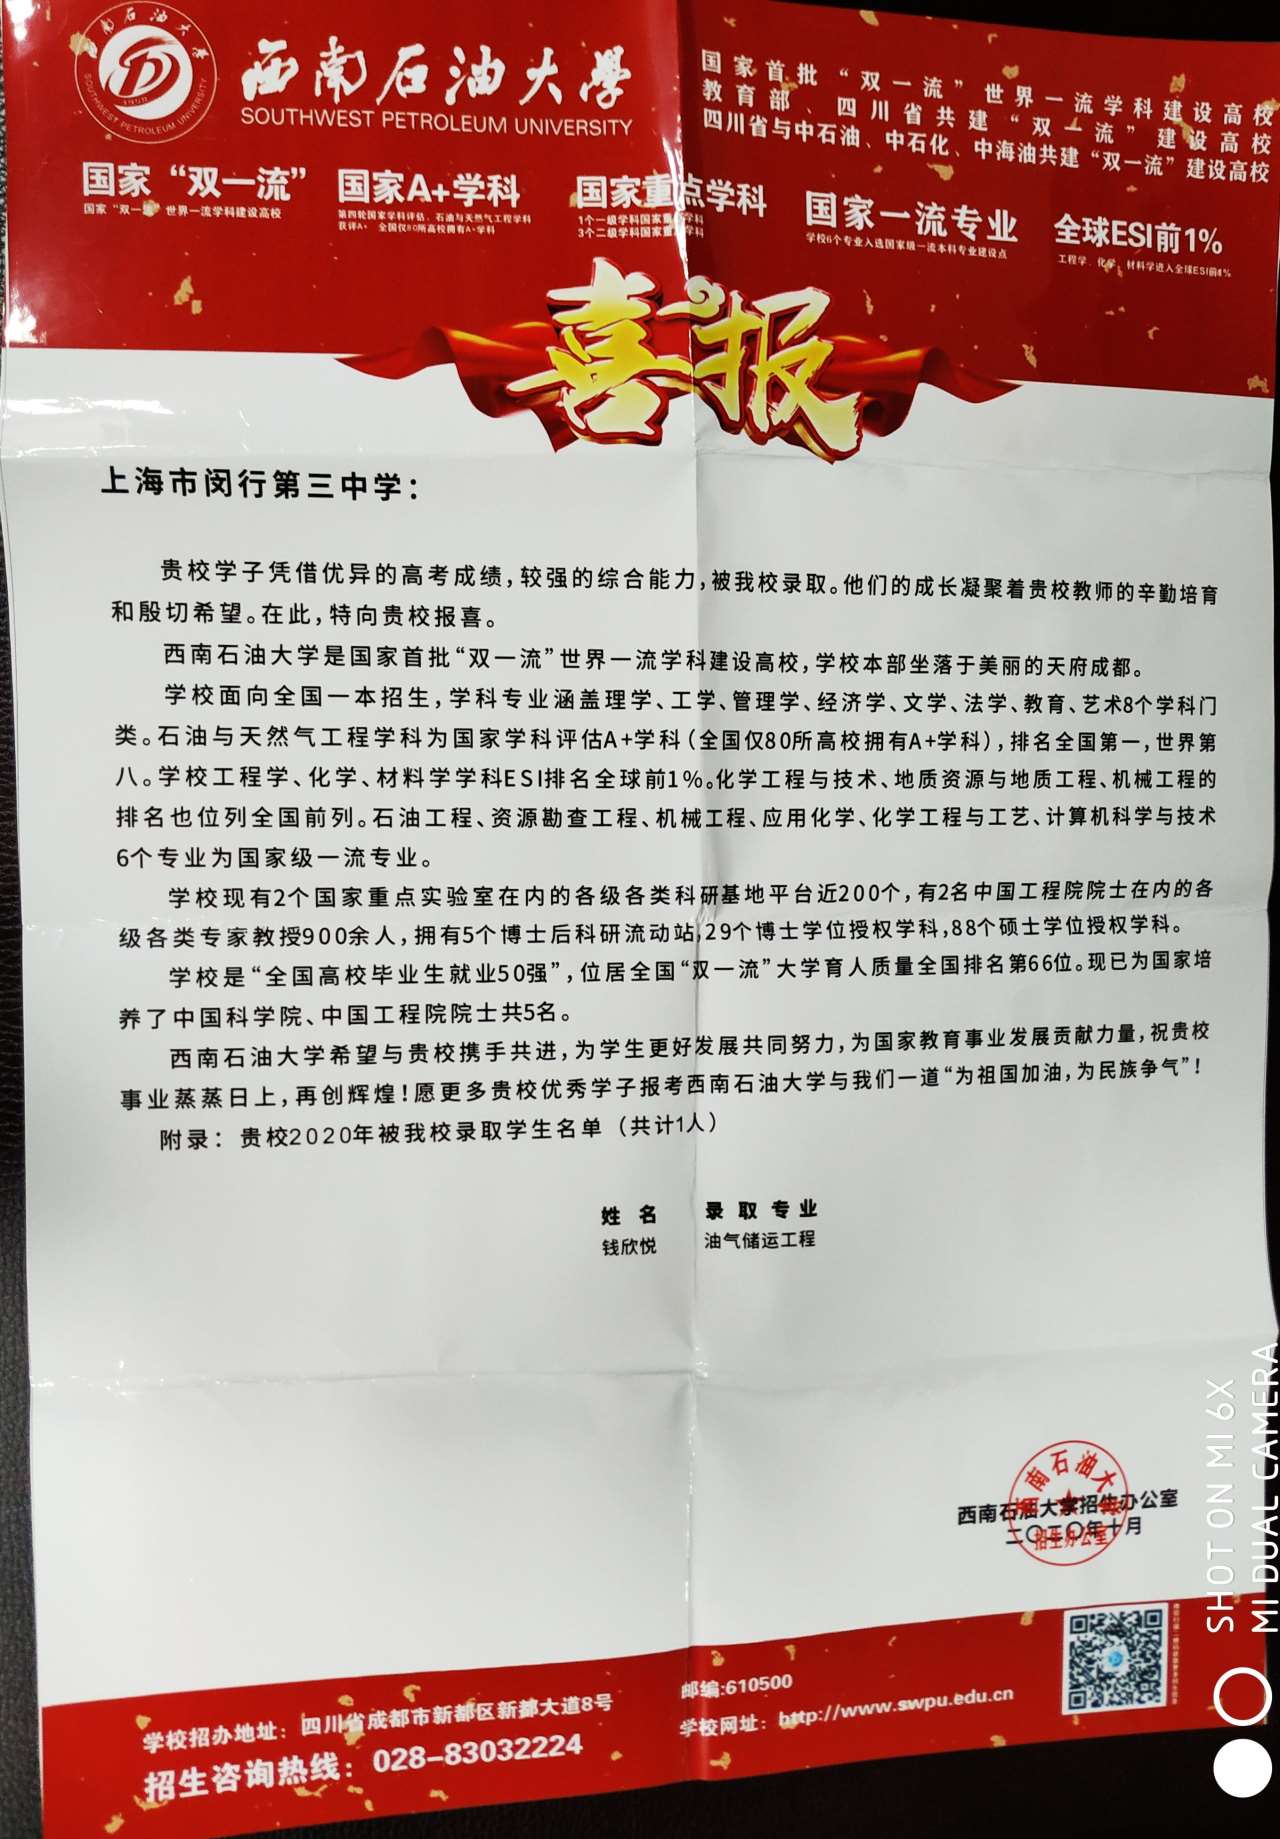 西南石油大学
SOUTHWEST PETROLEUM UNIVERSITY
1958
西南石油大學
SOUTHWEST PETROLEUM UNIVERSITY
国家首批“双一流”世界一流学科建设高校
教育部、四川省共建“双一流”建设高校
四川省与中石油、中石化、中海油共建“双一流”建设高校
国家“双一流”
国家“双一流”世界一流学科建设高校
国家A+学科
第四轮国家学科评估,石油与天然气工程学科
获评A+ 全国仅80所高校拥有A+学科
国家重点学科
1个一级学科国家重点学科
3个二级学科国家重点学科
国家一流专业
学校6个专业入选国家级一流本科专业建设点
全球ESI前1%
工程学、化学、材料学进入全球ESI前1%
喜报
上海市闵行第三中学：
贵校学子凭借优异的高考成绩，较强的综合能力，被我校录取。他们的成长凝聚着贵校教师的辛勤培育
和殷切希望。在此，特向贵校报喜。
西南石油大学是国家首批“双一流”世界一流学科建设高校，学校本部坐落于美丽的天府成都。
学校面向全国一本招生，学科专业涵盖理学、工学、管理学、经济学、文学、法学、教育、艺术8个学科门
类。石油与天然气工程学科为国家学科评估A+学科（全国仅80所高校拥有A+学科），排名全国第一，世界第
八。学校工程学、化学、材料学学科ESI排名全球前1%。化学工程与技术、地质资源与地质工程、机械工程的
排名也位列全国前列。石油工程、资源勘查工程、机械工程、应用化学、化学工程与工艺、计算机科学与技术
6个专业为国家级一流专业。
学校现有2个国家重点实验室在内的各级各类科研基地平台近200个，有2名中国工程院院士在内的各
级各类专家教授900余人，拥有5个博士后科研流动站，29个博士学位授权学科，88个硕士学位授权学科。
学校是“全国高校毕业生就业50强”，位居全国“双一流”大学育人质量全国排名第66位。现已为国家培
养了中国科学院、中国工程院院士共5名。
西南石油大学希望与贵校携手共进，为学生更好发展共同努力，为国家教育事业发展贡献力量，祝贵校
事业蒸蒸日上，再创辉煌！愿更多贵校优秀学子报考西南石油大学与我们一道“为祖国加油，为民族争气”！
附录：贵校2020年被我校录取学生名单（共计1人）
姓名 录取专业
钱欣悦 油气储运工程
西南石油大学招生办公室
二〇二〇年十月
西南石油大学
招生办公室
学校招办地址：四川省成都市新都区新都大道8号
招生咨询热线：028-83032224
邮编:610500
学校网址：http://www.swpu.edu.cn
SHOT ON MI 6X
MI DUAL CAMERA